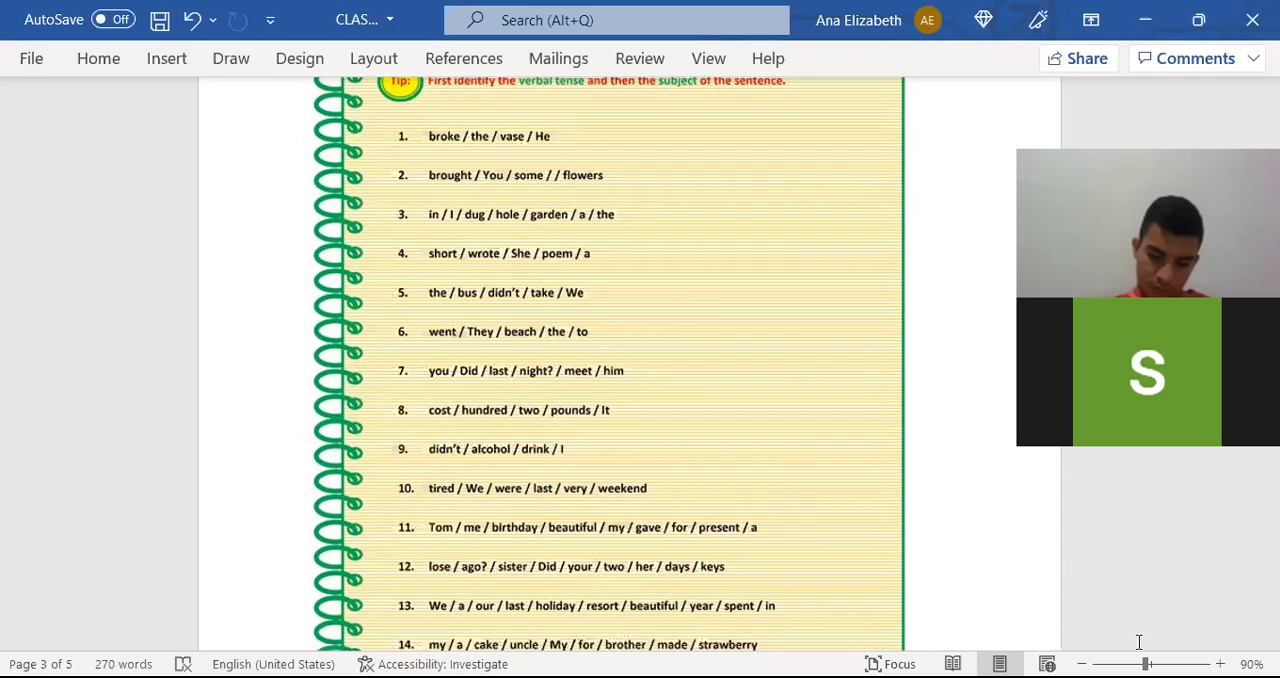 AutoSave Off CLAS... Search (Alt+Q) Ana Elizabeth AE
File Home Insert Draw Design Layout References Mailings Review View Help Share Comments
Tip: First identify the verbal tense and then the subject of the sentence.
1. broke / the / vase / He
2. brought / You / some / / flowers
3. in / I / dug / hole / garden / a / the
4. short / wrote / She / poem / a
5. the / bus / didn't / take / We
6. went / They / beach / the / to
7. you / Did / last / night? / meet / him
8. cost / hundred / two / pounds / It
9. didn't / alcohol / drink / I
10. tired / We / were / last / very / weekend
11. Tom / me / birthday / beautiful / my / gave / for / present / a
12. lose / ago? / sister / Did / your / two / her / days / keys
13. We / a / our / last / holiday / resort / beautiful / year / spent / in
14. my / a / cake / uncle / My / for / brother / made / strawberry
S
Page 3 of 5 270 words English (United States) Accessibility: Investigate Focus 90%